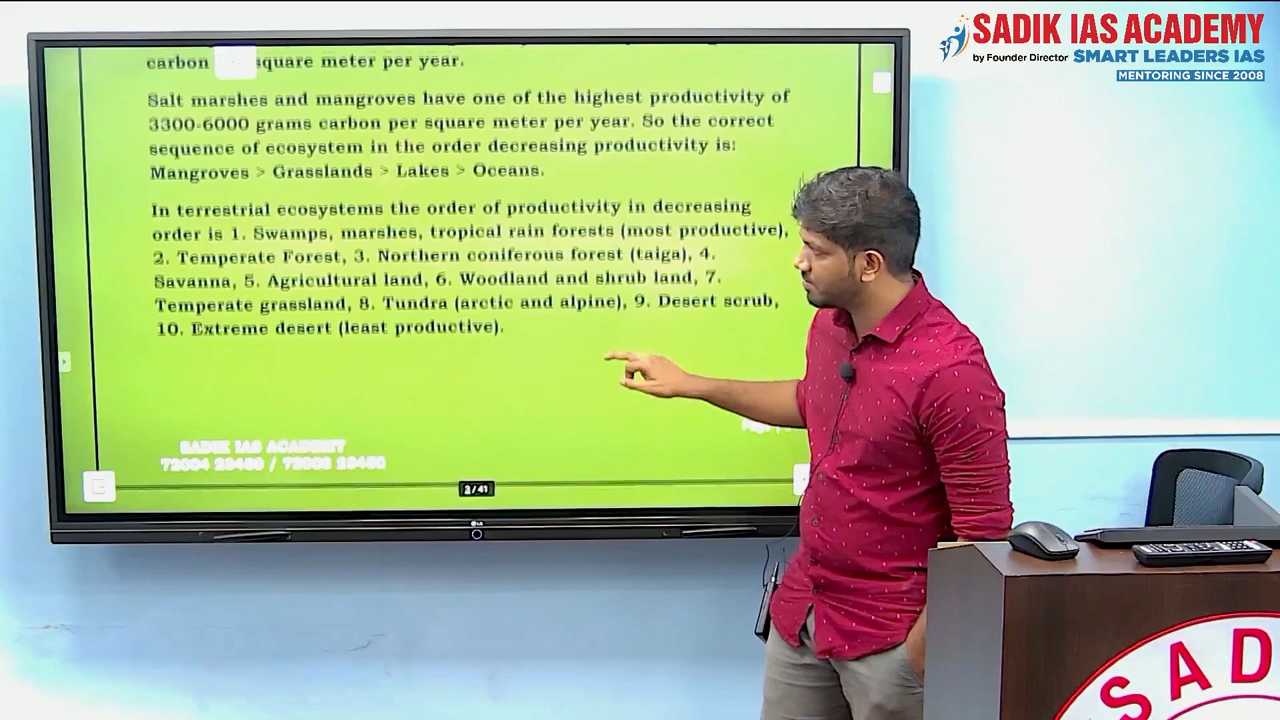 SADIK IAS ACADEMY
by Founder Director SMART LEADERS IAS
MENTORING SINCE 2008
carbon square meter per year.
Salt marshes and mangroves have one of the highest productivity of
3300-6000 grams carbon per square meter per year. So the correct
sequence of ecosystem in the order decreasing productivity is:
Mangroves > Grasslands > Lakes > Oceans.
In terrestrial ecosystems the order of productivity in decreasing
order is 1. Swamps, marshes, tropical rain forests (most productive),
2. Temperate Forest, 3. Northern coniferous forest (taiga), 4.
Savanna, 5. Agricultural land, 6. Woodland and shrub land, 7.
Temperate grassland, 8. Tundra (arctic and alpine), 9. Desert scrub,
10. Extreme desert (least productive).
SADIK IAS ACADEMY
3/41
LG
SAD